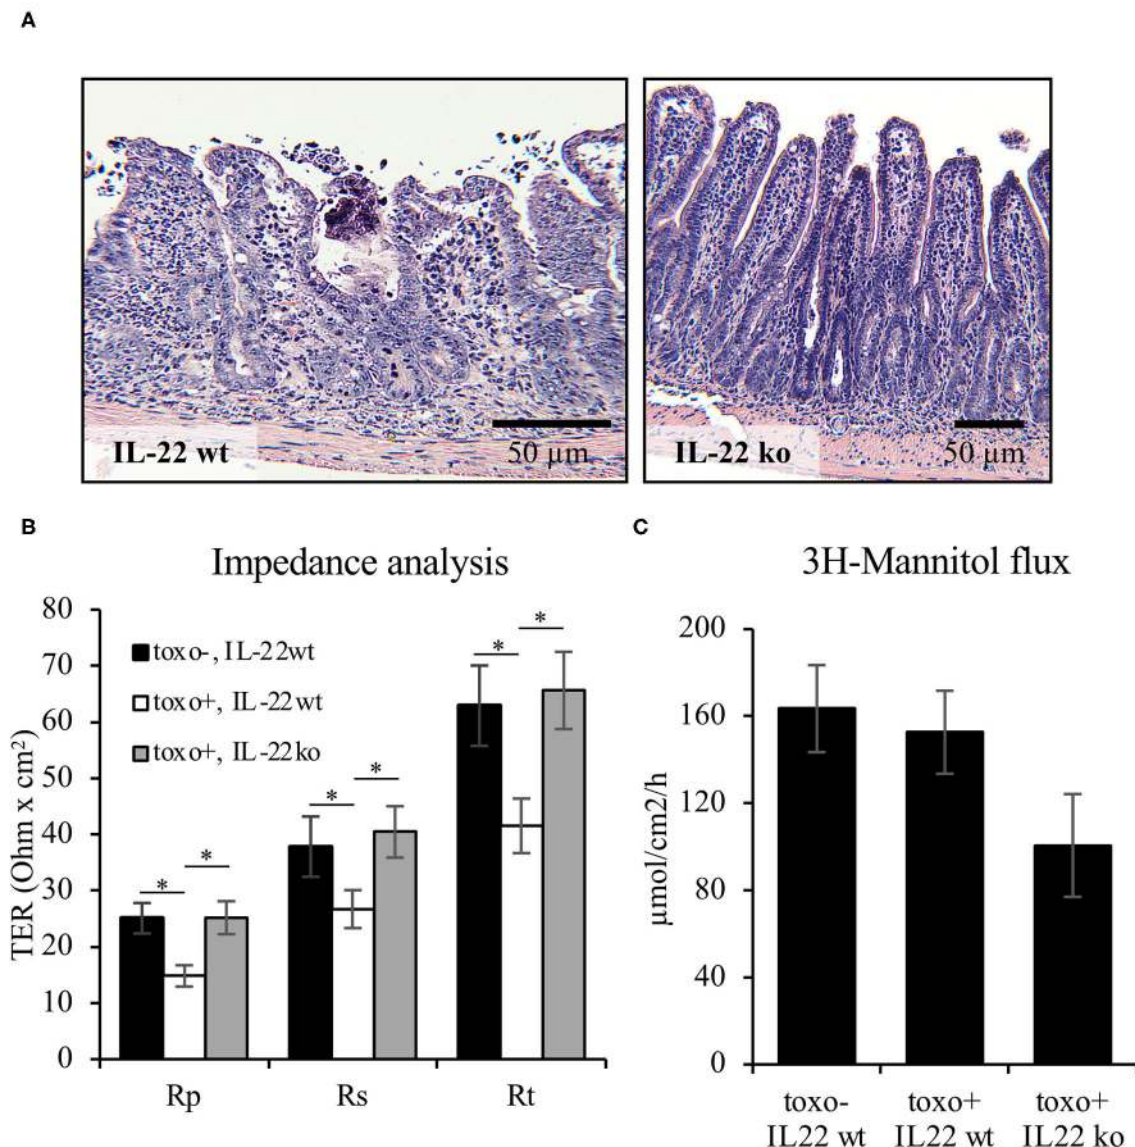 A
IL-22 wt
50 µm
IL-22 ko
50 µm
B
Impedance analysis
TER (Ohm x cm²)
80
70
60
50
40
30
20
10
0
toxo-, IL-22wt
toxo+, IL-22wt
toxo+, IL-22ko
*
*
*
*
*
*
Rp
Rs
Rt
C
3H-Mannitol flux
µmol/cm2/h
200
160
120
80
40
0
toxo-
IL22 wt
toxo+
IL22 wt
toxo+
IL22 ko